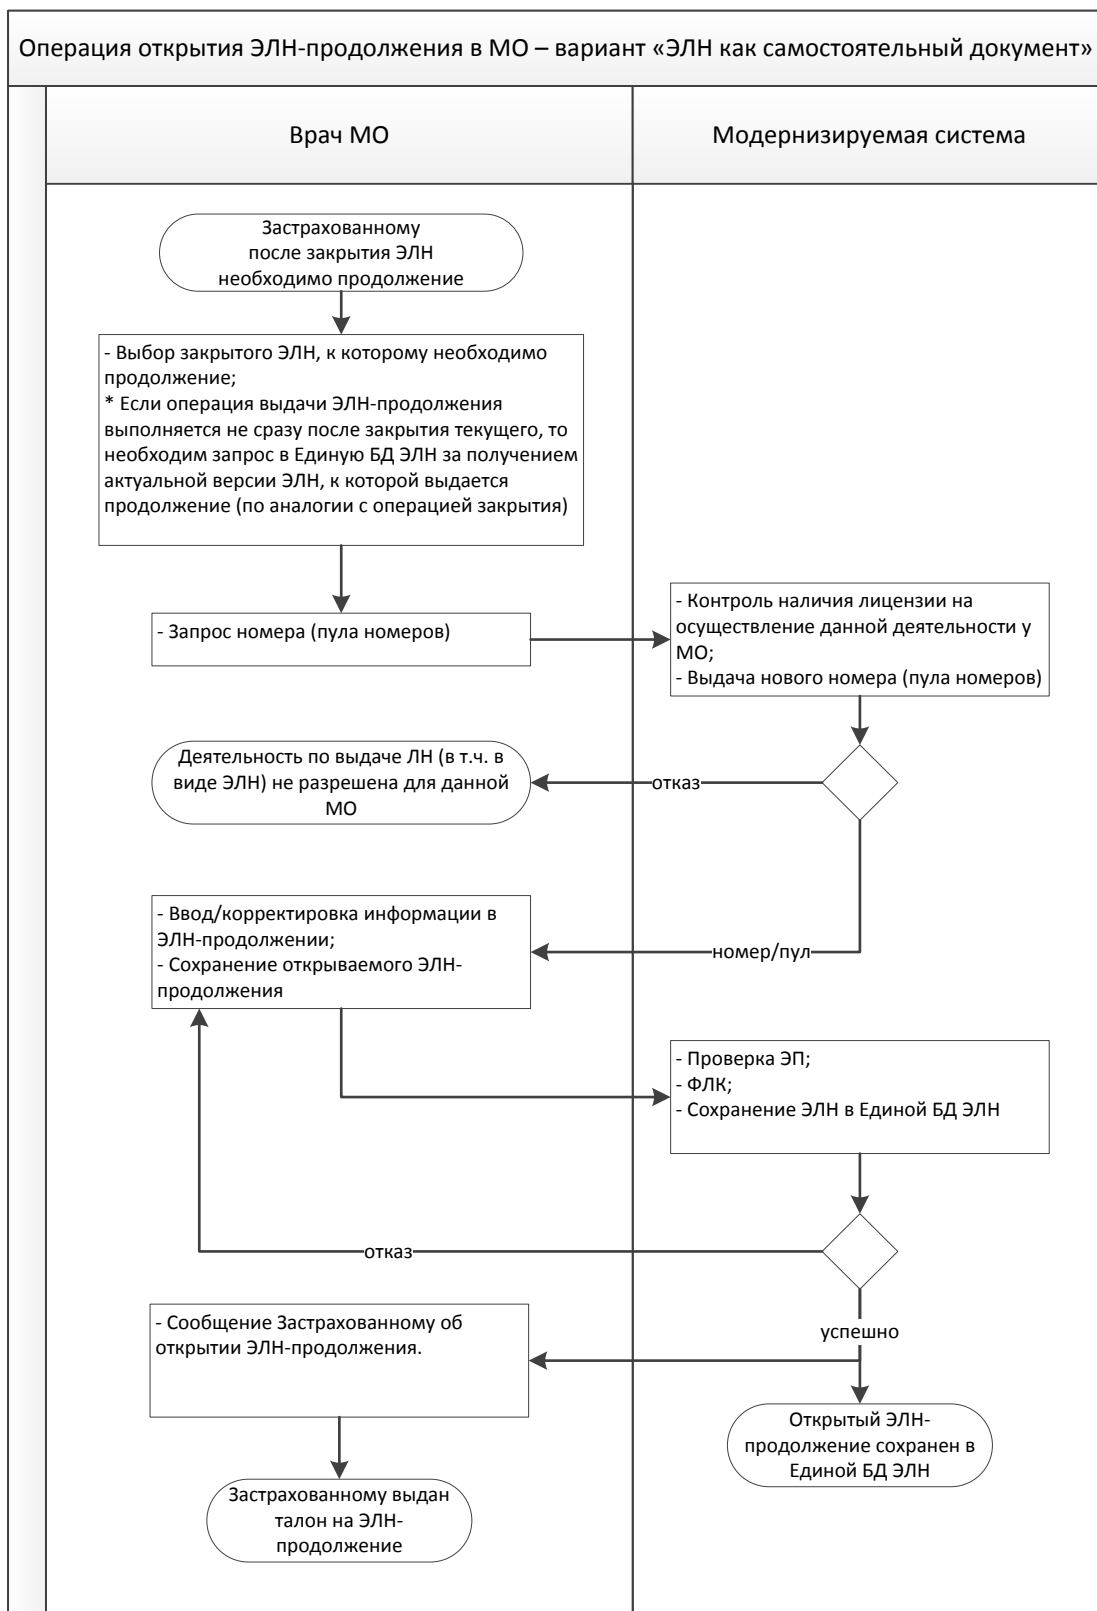 Операция открытия ЭЛН-продолжения в МО – вариант «ЭЛН как самостоятельный документ»
Врач МО
Модернизируемая система
Застрахованному
после закрытия ЭЛН
необходимо продолжение
- Выбор закрытого ЭЛН, к которому необходимо
продолжение;
* Если операция выдачи ЭЛН-продолжения
выполняется не сразу после закрытия текущего, то
необходим запрос в Единую БД ЭЛН за получением
актуальной версии ЭЛН, к которой выдается
продолжение (по аналогии с операцией закрытия)
- Запрос номера (пула номеров)
- Контроль наличия лицензии на
осуществление данной деятельности у
МО;
- Выдача нового номера (пула номеров)
Деятельность по выдаче ЛН (в т.ч. в
виде ЭЛН) не разрешена для данной
МО
отказ
- Ввод/корректировка информации в
ЭЛН-продолжении;
- Сохранение открываемого ЭЛН-
продолжения
номер/пул
- Проверка ЭП;
- ФЛК;
- Сохранение ЭЛН в Единой БД ЭЛН
отказ
- Сообщение Застрахованному об
открытии ЭЛН-продолжения.
успешно
Открытый ЭЛН-
продолжение сохранен в
Единой БД ЭЛН
Застрахованному выдан
талон на ЭЛН-
продолжение